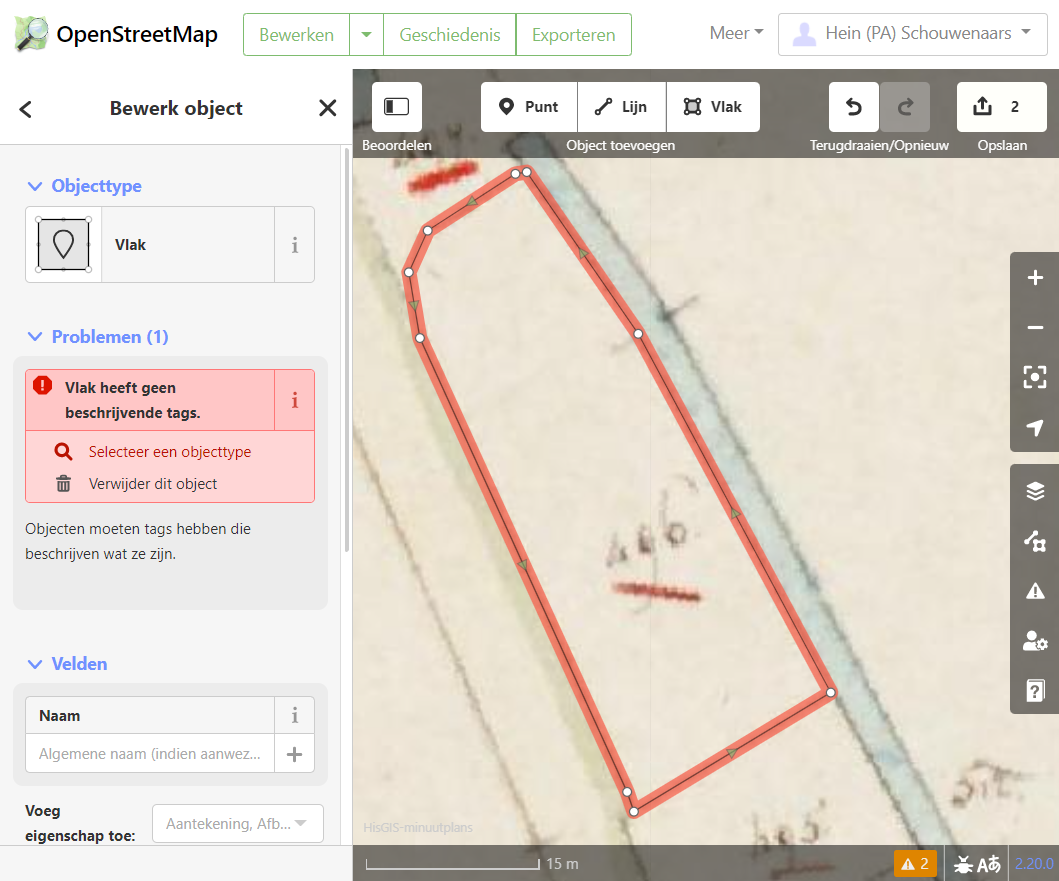 OpenStreetMap
Bewerken
Geschiedenis
Exporteren
Meer
Hein (PA) Schouwenaars
Bewerk object
Beoordelen
Punt
Lijn
Vlak
Object toevoegen
Terugdraaien/Opnieuw
2
Opslaan
Objecttype
Vlak
i
Problemen (1)
Vlak heeft geen
beschrijvende tags.
i
Selecteer een objecttype
Verwijder dit object
Objecten moeten tags hebben die
beschrijven wat ze zijn.
Velden
Naam
i
Algemene naam (indien aanwez...
Voeg
eigenschap toe:
Aantekening, Afb...
466.
HisGIS-minuutplans
15 m
2
2.20.0